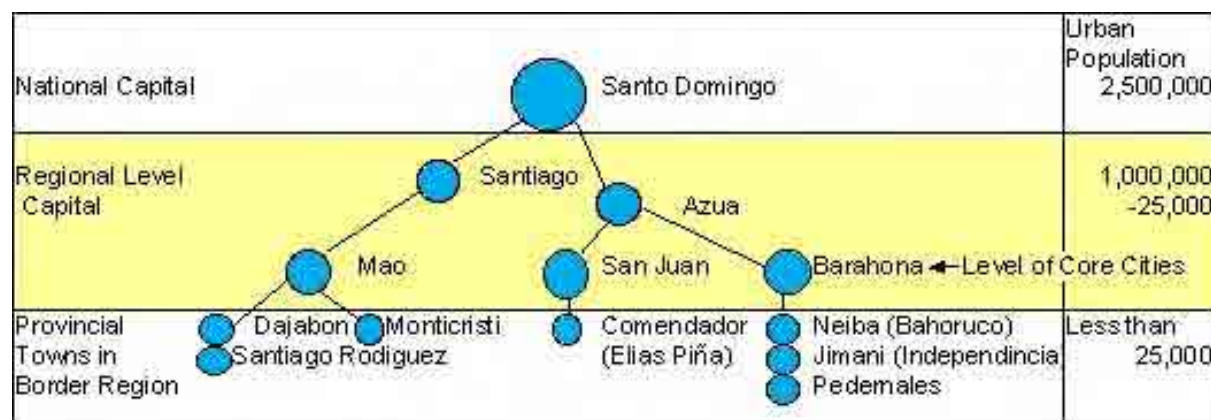 Urban
Population
National Capital Santo Domingo 2,500,000
Regional Level Santiago 1,000,000
Capital Azua -25,000
Mao San Juan Barahona Level of Core Cities
Provincial Dajabon Monticristi Comendador Neiba (Bahoruco) Less than
Towns in Santiago Rodiguez (Elias Piña) Jimani (Independincia) 25,000
Border Region Pedernales